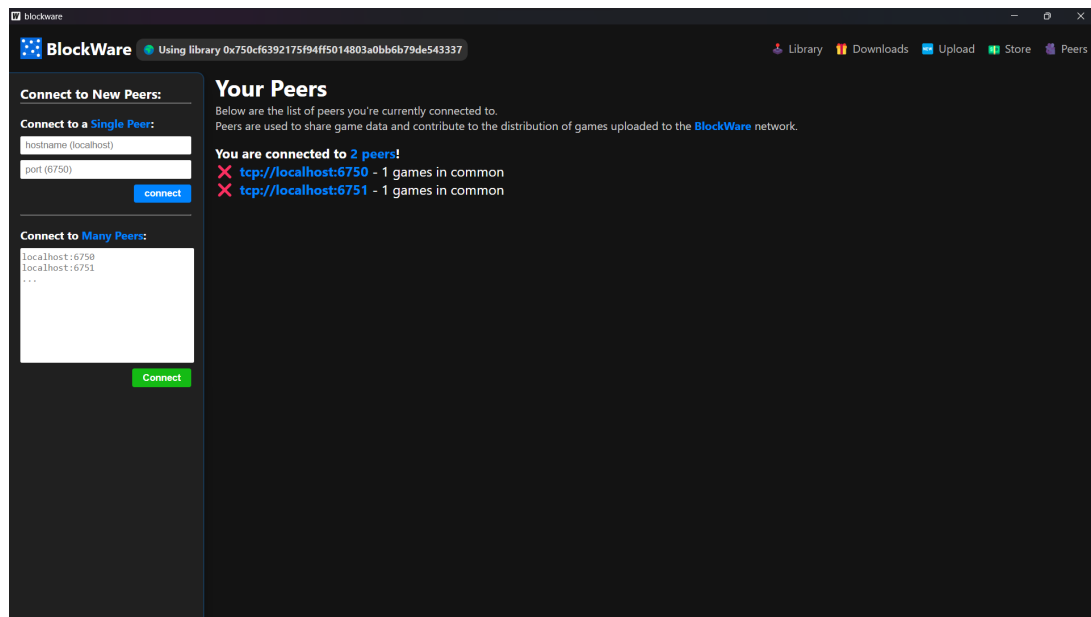 blockware
BlockWare Using library 0x750cf6392175f94ff5014803a0bb6b79de543337 Library Downloads Upload Store Peers
Connect to New Peers:
Connect to a Single Peer:
hostname (localhost)
port (6750)
connect
Connect to Many Peers:
localhost:6750
localhost:6751
...
Connect
Your Peers
Below are the list of peers you're currently connected to.
Peers are used to share game data and contribute to the distribution of games uploaded to the BlockWare network.
You are connected to 2 peers!
tcp://localhost:6750 - 1 games in common
tcp://localhost:6751 - 1 games in common